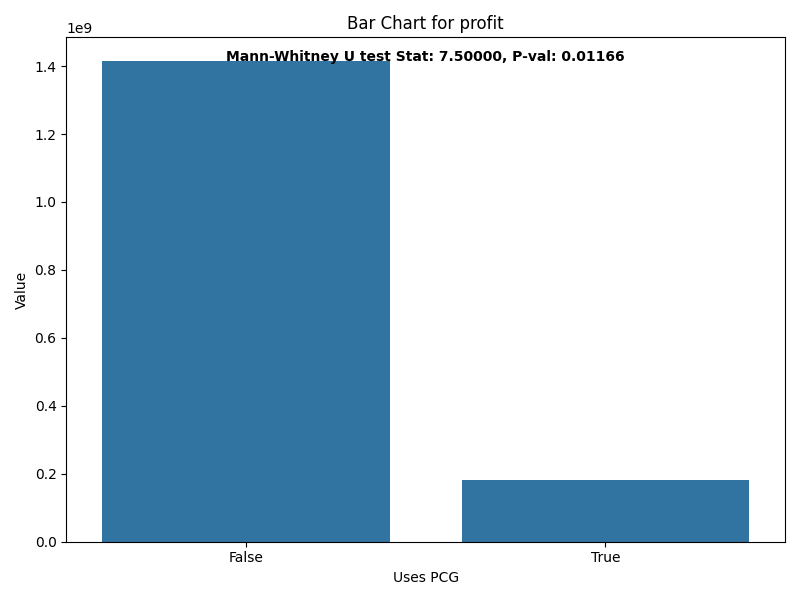 Bar Chart for profit
1e9
Mann-Whitney U test Stat: 7.50000, P-val: 0.01166
1.4
1.2
1.0
0.8
0.6
0.4
0.2
0.0
Value
False
True
Uses PCG